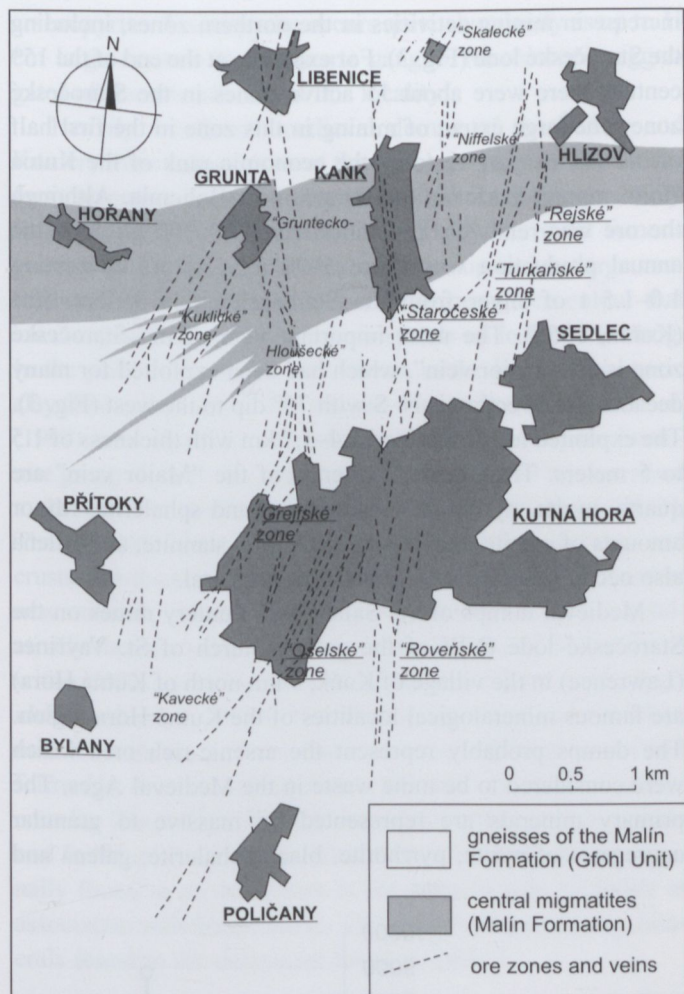 N
"Skalecké"
zone
LIBENICE
"Niffelské"
zone
HLÍZOV
GRUNTA
KAŇK
HOŘANY
"Gruntecko-
"Rejské"
zone
"Turkaňské"
zone
"Kuklické"
zone
Hloušecké"
zone
"Staročeské"
zone
SEDLEC
PŘÍTOKY
"Grejfské"
zone
KUTNÁ HORA
"Oselské"
zone
"Roveňské"
zone
"Kavecké"
zone
BYLANY
0 0.5 1 km
POLIČANY
gneisses of the Malín
Formation (Gfohl Unit)
central migmatites
(Malín Formation)
ore zones and veins